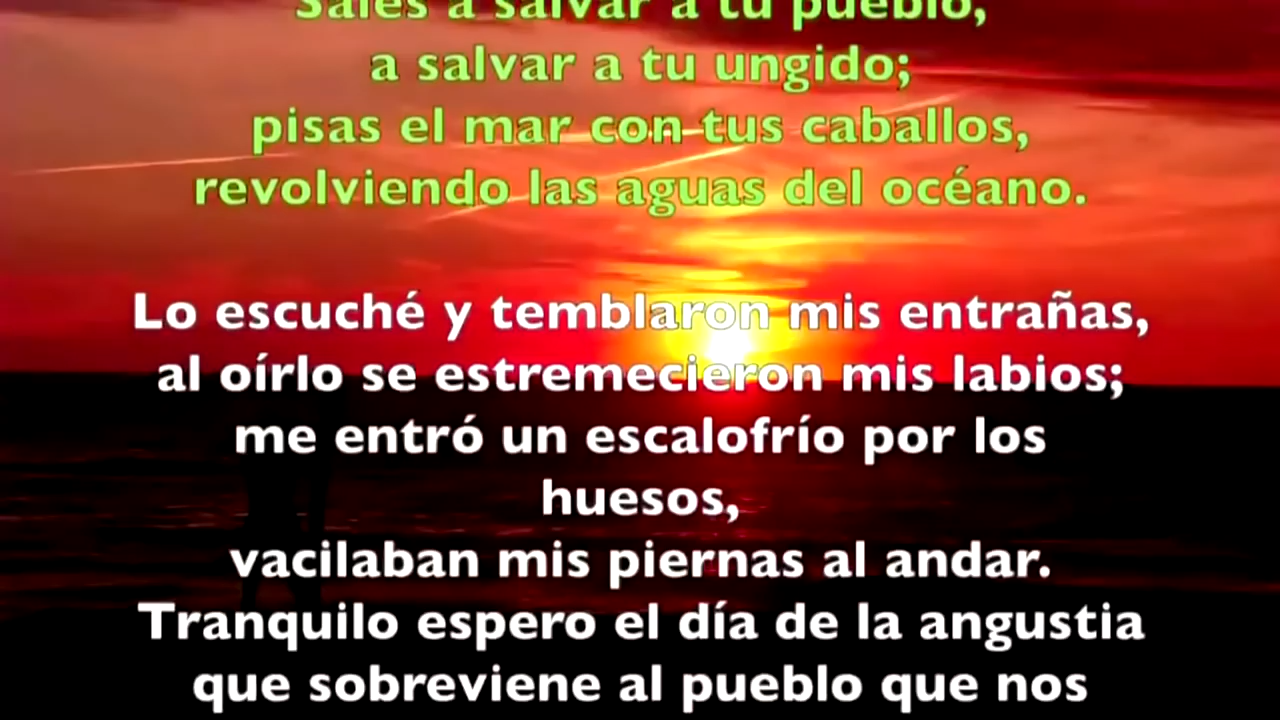 Sales a salvar a tu pueblo,
a salvar a tu ungido;
pisas el mar con tus caballos,
revolviendo las aguas del océano.
Lo escuché y temblaron mis entrañas,
al oírlo se estremecieron mis labios;
me entró un escalofrío por los
huesos,
vacilaban mis piernas al andar.
Tranquilo espero el día de la angustia
que sobreviene al pueblo que nos